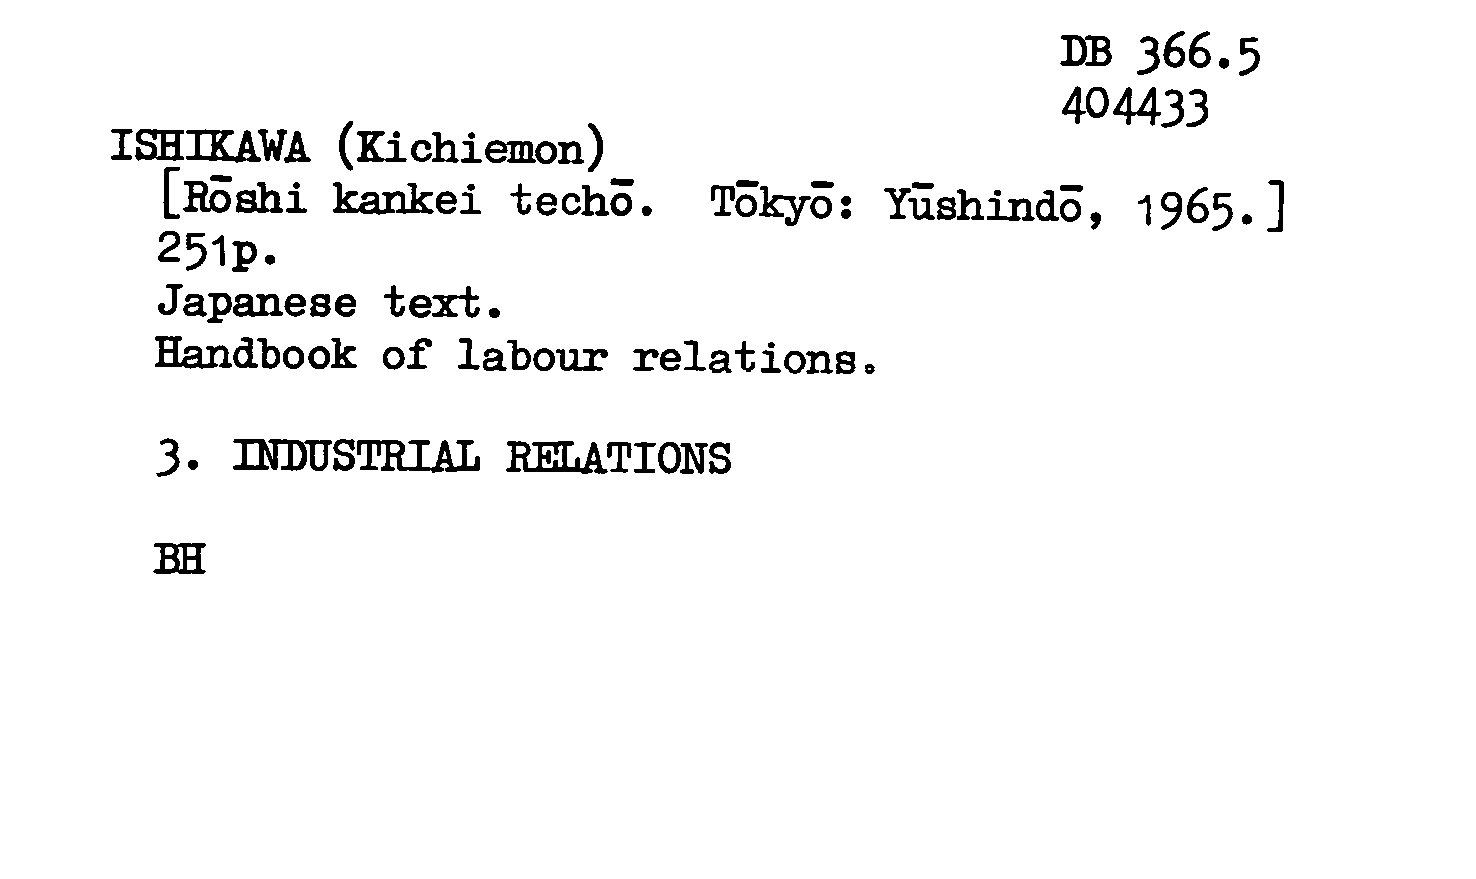 DB 366.5
404433
ISHIKAWA (Kichiemon)
[Rōshi kankei techō. Tōkyō: Yūshindō, 1965.]
251p.
Japanese text.
Handbook of labour relations.
3. INDUSTRIAL RELATIONS
BH